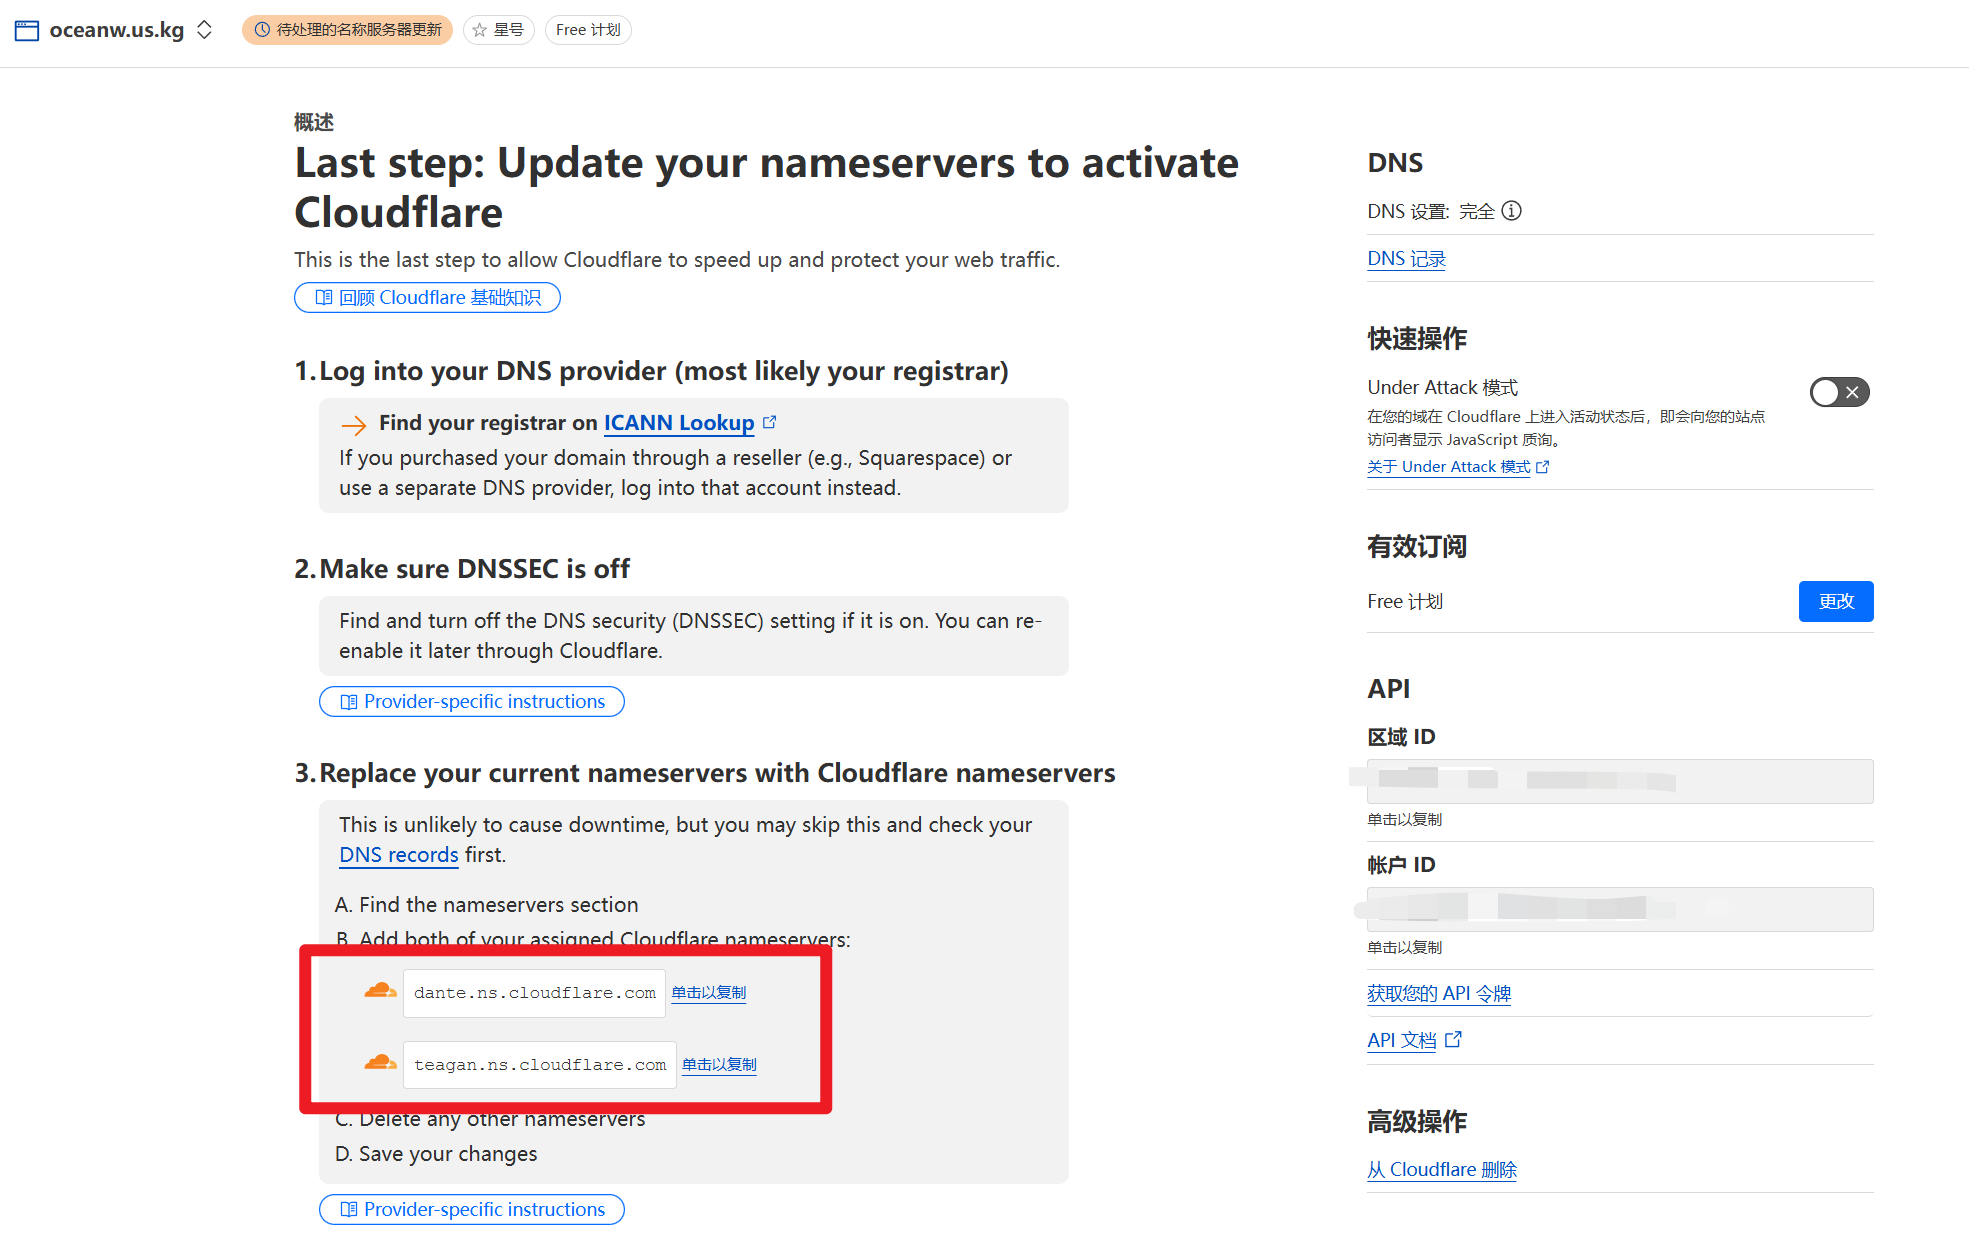 oceanw.us.kg
待处理的名称服务器更新
星号
Free 计划
概述
Last step: Update your nameservers to activate
Cloudflare
This is the last step to allow Cloudflare to speed up and protect your web traffic.
回顾 Cloudflare 基础知识
1. Log into your DNS provider (most likely your registrar)
Find your registrar on ICANN Lookup
If you purchased your domain through a reseller (e.g., Squarespace) or
use a separate DNS provider, log into that account instead.
2. Make sure DNSSEC is off
Find and turn off the DNS security (DNSSEC) setting if it is on. You can re-
enable it later through Cloudflare.
Provider-specific instructions
3. Replace your current nameservers with Cloudflare nameservers
This is unlikely to cause downtime, but you may skip this and check your
DNS records first.
A. Find the nameservers section
B. Add both of your assigned Cloudflare nameservers:
dante.ns.cloudflare.com 单击以复制
teagan.ns.cloudflare.com 单击以复制
C. Delete any other nameservers
D. Save your changes
Provider-specific instructions
DNS
DNS 设置: 完全
DNS 记录
快速操作
Under Attack 模式
在您的域在 Cloudflare 上进入活动状态后，即会向您的站点
访问者显示 JavaScript 质询。
关于 Under Attack 模式
有效订阅
Free 计划
更改
API
区域 ID
单击以复制
帐户 ID
单击以复制
获取您的 API 令牌
API 文档
高级操作
从 Cloudflare 删除